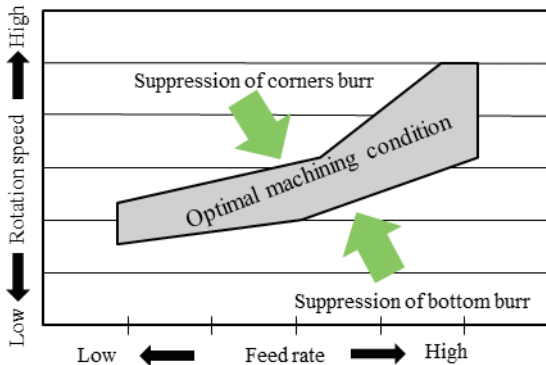 High
Rotation speed
Low
Suppression of corners burr
Optimal machining condition
Suppression of bottom burr
Low
Feed rate
High